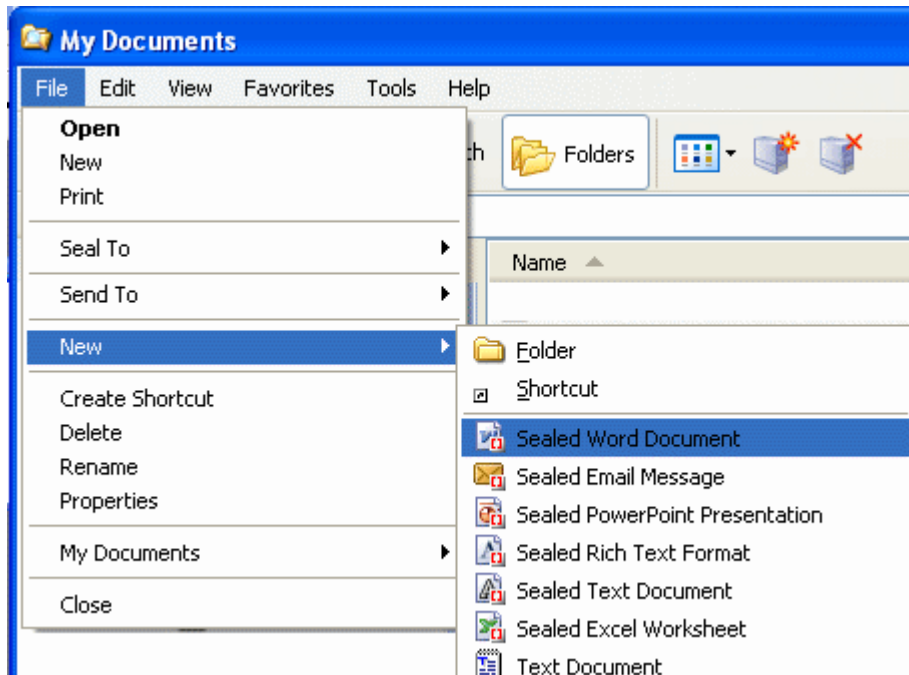 My Documents
File Edit View Favorites Tools Help
Open
New
Print
Folders
Seal To
Name
Send To
New
Folder
Shortcut
Create Shortcut
Sealed Word Document
Delete
Rename
Sealed Email Message
Properties
Sealed PowerPoint Presentation
My Documents
Sealed Rich Text Format
Close
Sealed Text Document
Sealed Excel Worksheet
Text Document